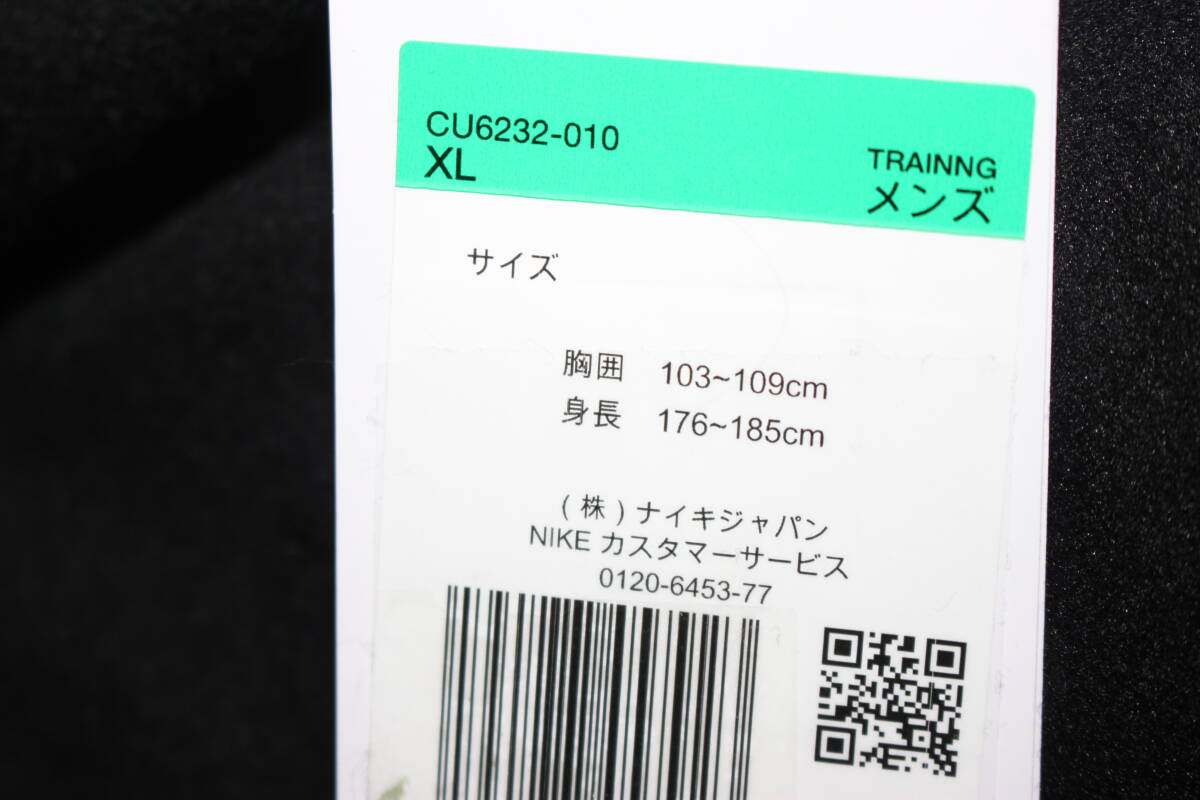 CU6232-010
XL
TRAINNG
メンズ
サイズ
胸囲 103~109cm
身長 176~185cm
(株)ナイキジャパン
NIKE カスタマーサービス
0120-6453-77